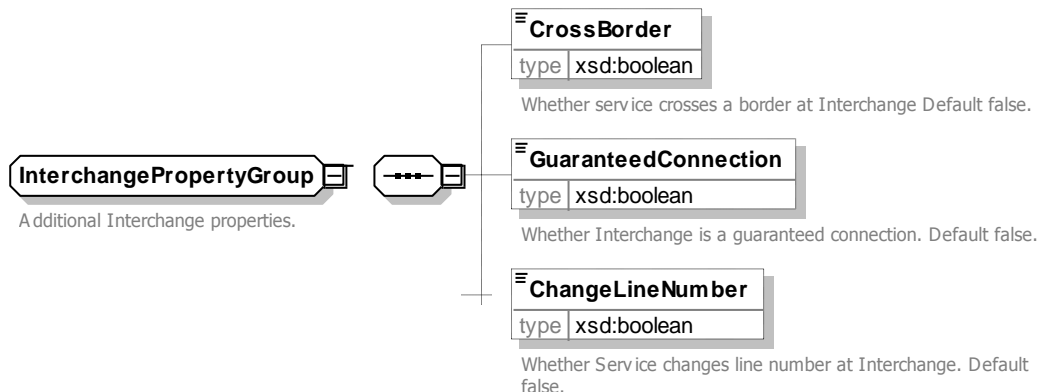 CrossBorder
type xsd:boolean
Whether service crosses a border at Interchange Default false.
GuaranteedConnection
type xsd:boolean
Whether Interchange is a guaranteed connection. Default false.
InterchangePropertyGroup
Additional Interchange properties.
ChangeLineNumber
type xsd:boolean
Whether Service changes line number at Interchange. Default
false.